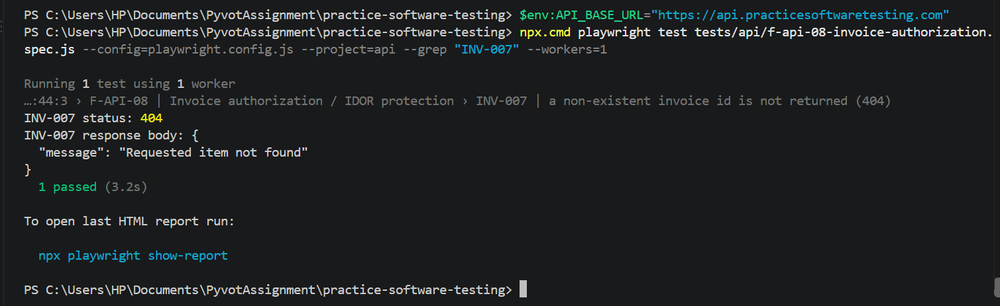 PS C:\Users\HP\Documents\PyvotAssignment\practice-software-testing> $env:API_BASE_URL="https://api.practicesoftwaretesting.com"
PS C:\Users\HP\Documents\PyvotAssignment\practice-software-testing> npx.cmd playwright test tests/api/f-api-08-invoice-authorization.
spec.js --config=playwright.config.js --project=api --grep "INV-007" --workers=1
Running 1 test using 1 worker
…:44:3 › F-API-08 | Invoice authorization / IDOR protection › INV-007 | a non-existent invoice id is not returned (404)
INV-007 status: 404
INV-007 response body: {
  "message": "Requested item not found"
}
  1 passed (3.2s)
To open last HTML report run:
  npx playwright show-report
PS C:\Users\HP\Documents\PyvotAssignment\practice-software-testing>